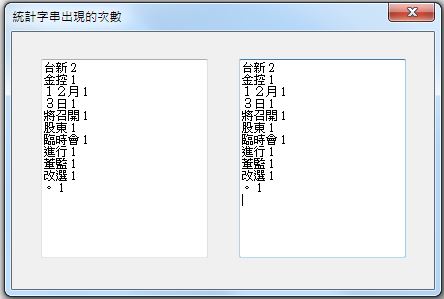 統計字串出現的次數
台新 2
金控 1
１２月 1
３日 1
將召開 1
股東 1
臨時會 1
進行 1
董監 1
改選 1
。 1
台新 2
金控 1
１２月 1
３日 1
將召開 1
股東 1
臨時會 1
進行 1
董監 1
改選 1
。 1